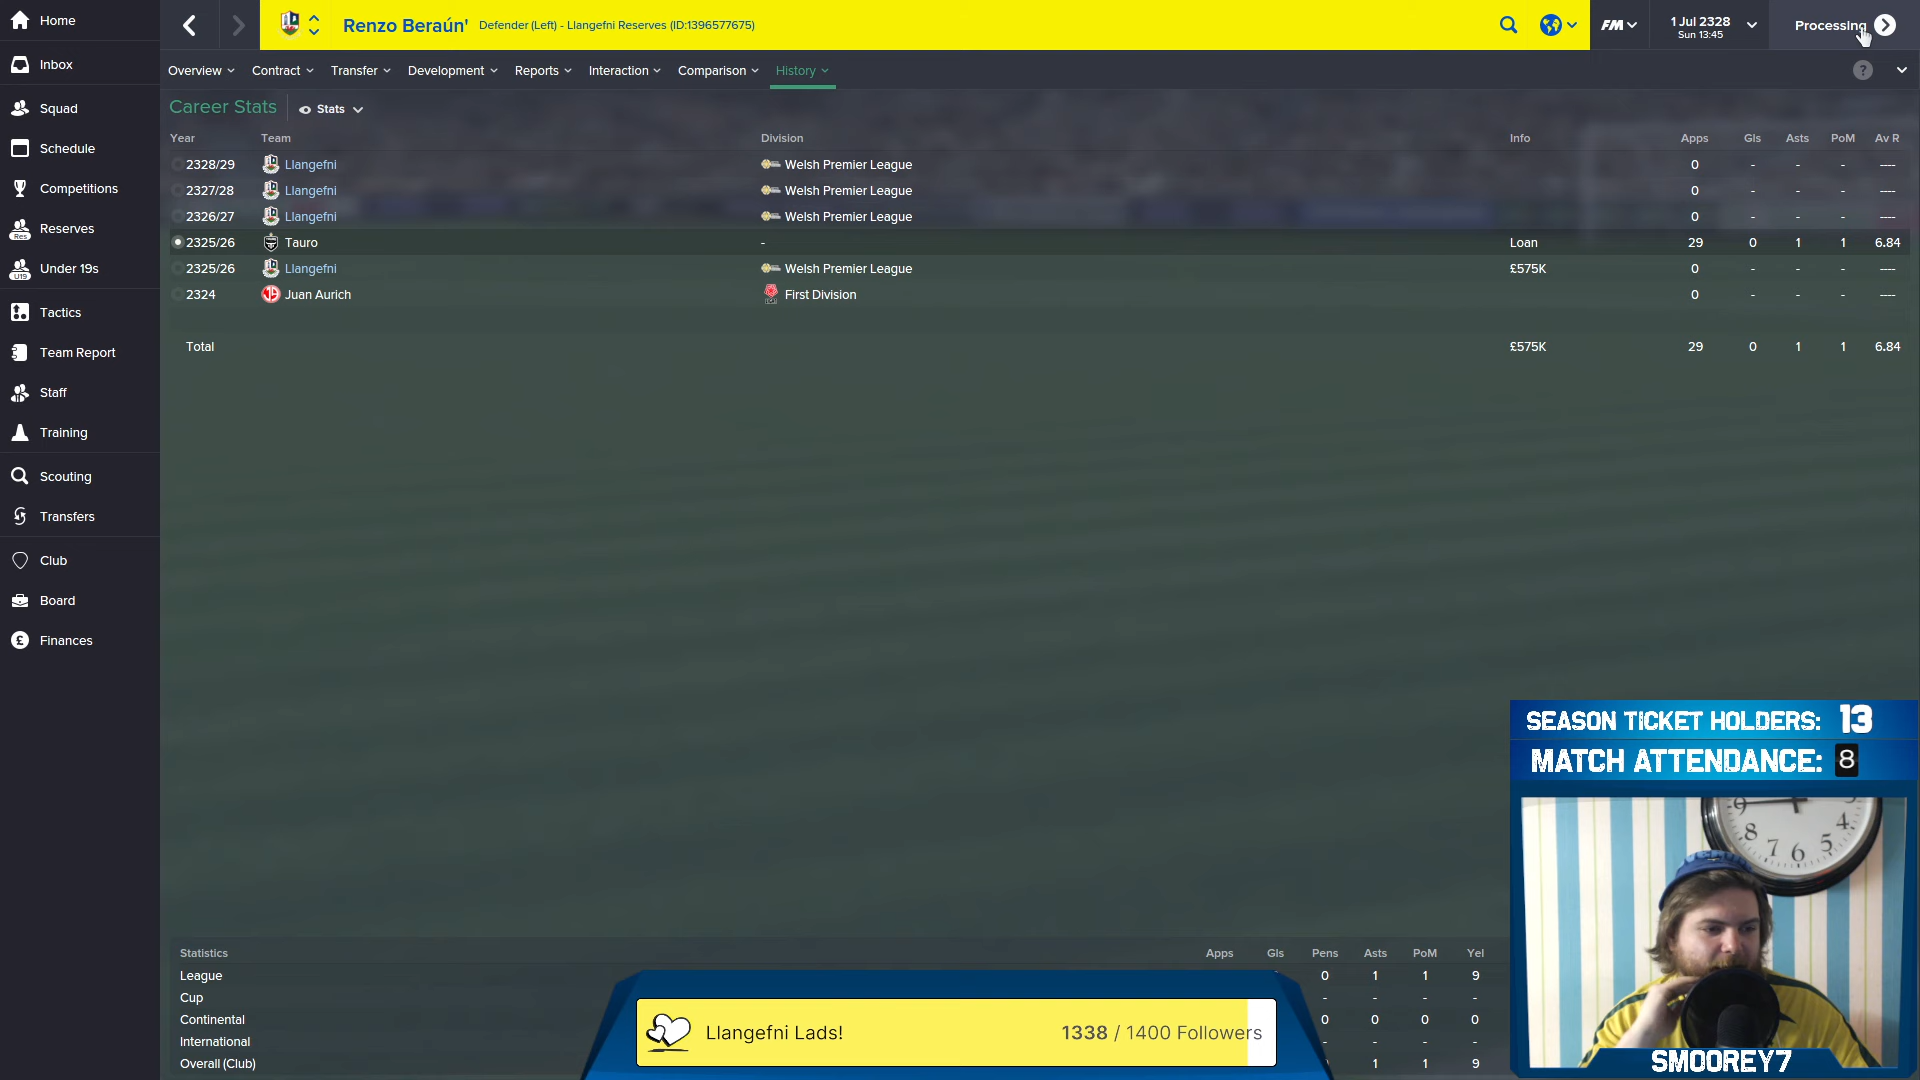 Home
Inbox
Squad
Schedule
Competitions
Reserves
Under 19s
Tactics
Team Report
Staff
Training
Scouting
Transfers
Club
Board
Finances
Renzo Beraún' Defender (Left) - Llangefni Reserves (ID:1396577675)
FM
1 Jul 2328
Sun 13:45
Processing
Overview Contract Transfer Development Reports Interaction Comparison History
?
Career Stats Stats
Year Team Division Info Apps Gls Asts PoM Av R
2328/29 Llangefni Welsh Premier League 0 - - - ----
2327/28 Llangefni Welsh Premier League 0 - - - ----
2326/27 Llangefni Welsh Premier League 0 - - - ----
2325/26 Tauro - Loan 29 0 1 1 6.84
2325/26 Llangefni Welsh Premier League £575K 0 - - - ----
2324 Juan Aurich First Division 0 - - - ----
Total £575K 29 0 1 1 6.84
Statistics Apps Gls Pens Asts PoM Yel
League 0 1 1 9
Cup - - - -
Continental 0 0 0 0
International - - - -
Overall (Club) 1 1 9
Llangefni Lads! 1338 / 1400 Followers
SEASON TICKET HOLDERS: 13
MATCH ATTENDANCE: 8
9 8 7 6 5 4
SMOOREY7